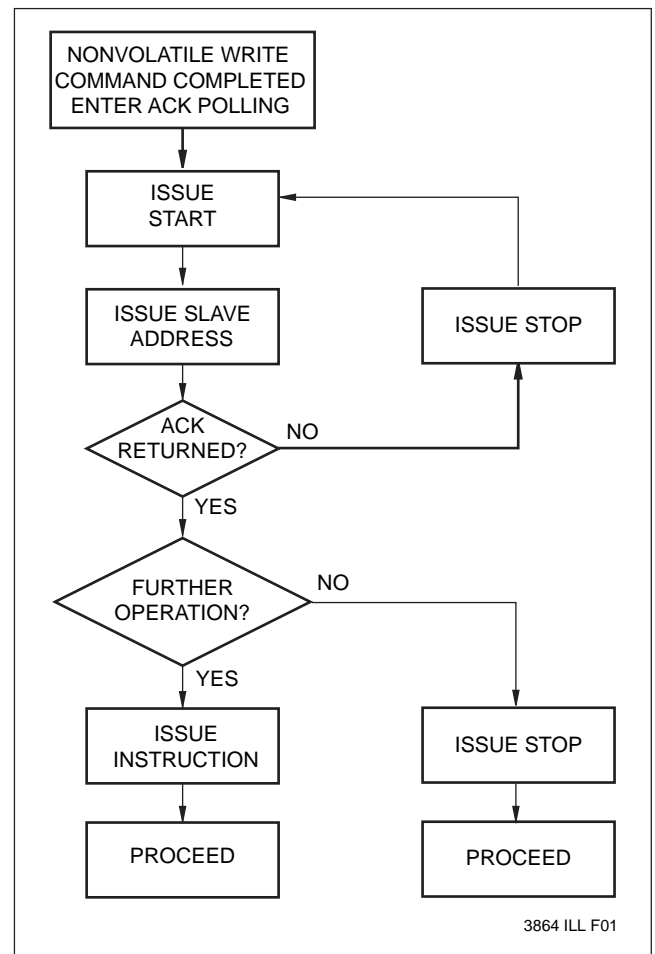 NONVOLATILE WRITE
COMMAND COMPLETED
ENTER ACK POLLING
ISSUE
START
ISSUE SLAVE
ADDRESS
ISSUE STOP
ACK
RETURNED?
NO
YES
FURTHER
OPERATION?
NO
YES
ISSUE
INSTRUCTION
ISSUE STOP
PROCEED
PROCEED
3864 ILL F01